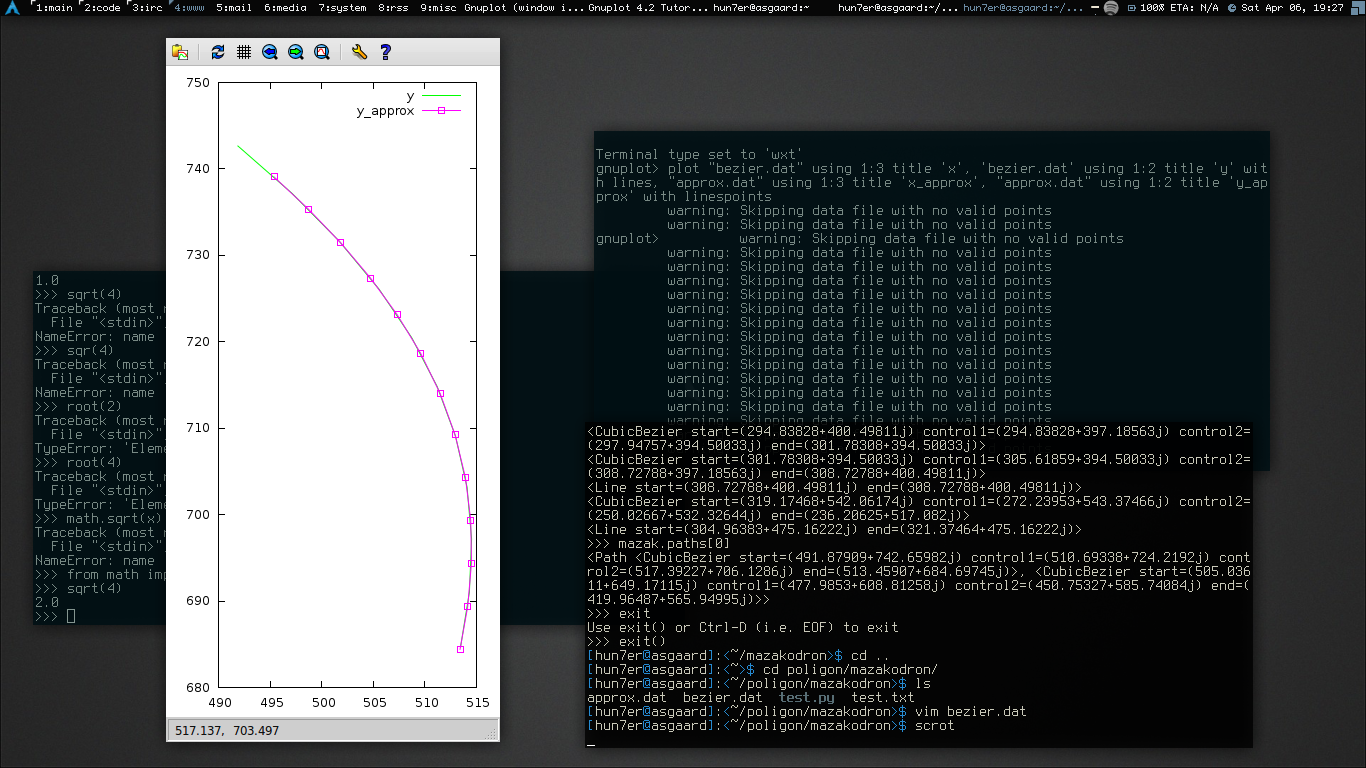 1:main 2:code 3:irc 4:www 5:mail 6:media 7:system 8:rss 9:misc Gnuplot (window i... Gnuplot 4.2 Tutor... hun7er@asgaard:~ hun7er@asgaard:~/... hun7er@asgaard:~/... 100% ETA: N/A Sat Apr 06, 19:27
750
740
730
720
710
700
690
680
490 495 500 505 510 515
y
y_approx
517.137, 703.497
1.0
>>> sqrt(4)
Traceback (most r
File "<stdin>",
NameError: name
>>> sqr(4)
Traceback (most r
File "<stdin>",
NameError: name
>>> root(2)
Traceback (most r
File "<stdin>",
TypeError: 'Eleme
>>> root(4)
Traceback (most r
File "<stdin>",
TypeError: 'Eleme
>>> math.sqrt(x)
Traceback (most r
File "<stdin>",
NameError: name
>>> from math imp
>>> sqrt(4)
2.0
>>>
Terminal type set to 'wxt'
gnuplot> plot "bezier.dat" using 1:3 title 'x', 'bezier.dat' using 1:2 title 'y' wit
h lines, "approx.dat" using 1:3 title 'x_approx', "approx.dat" using 1:2 title 'y_ap
prox' with linespoints
warning: Skipping data file with no valid points
warning: Skipping data file with no valid points
gnuplot> warning: Skipping data file with no valid points
warning: Skipping data file with no valid points
warning: Skipping data file with no valid points
warning: Skipping data file with no valid points
warning: Skipping data file with no valid points
warning: Skipping data file with no valid points
warning: Skipping data file with no valid points
warning: Skipping data file with no valid points
warning: Skipping data file with no valid points
warning: Skipping data file with no valid points
warning: Skipping data file with no valid points
warning: Skipping data file with no valid points
warning: Skipping data file with no valid points
warning: Skipping data file with no valid points
<CubicBezier start=(294.83828+400.49811j) control1=(294.83828+397.18563j) control2=
(297.94757+394.50033j) end=(301.78308+394.50033j)>
<CubicBezier start=(301.78308+394.50033j) control1=(305.61859+394.50033j) control2=
(308.72788+397.18563j) end=(308.72788+400.49811j)>
<Line start=(308.72788+400.49811j) end=(308.72788+400.49811j)>
<CubicBezier start=(319.17468+542.06174j) control1=(272.23953+543.37466j) control2=
(250.02667+532.32644j) end=(236.20625+517.082j)>
<Line start=(304.96383+475.16222j) end=(321.37464+475.16222j)>
>>> mazak.paths[0]
<Path <CubicBezier start=(491.87909+742.65982j) control1=(510.69338+724.2192j) cont
rol2=(517.39227+706.1286j) end=(513.45907+684.69745j)>, <CubicBezier start=(505.036
11+649.17115j) control1=(477.9853+608.81258j) control2=(450.75327+585.74084j) end=(
419.96487+565.94995j)>>
>>> exit
Use exit() or Ctrl-D (i.e. EOF) to exit
>>> exit()
[hun7er@asgaard]:<~/mazakodron>$ cd ..
[hun7er@asgaard]:<~>$ cd poligon/mazakodron/
[hun7er@asgaard]:<~/poligon/mazakodron>$ ls
approx.dat bezier.dat test.py test.txt
[hun7er@asgaard]:<~/poligon/mazakodron>$ vim bezier.dat
[hun7er@asgaard]:<~/poligon/mazakodron>$ scrot